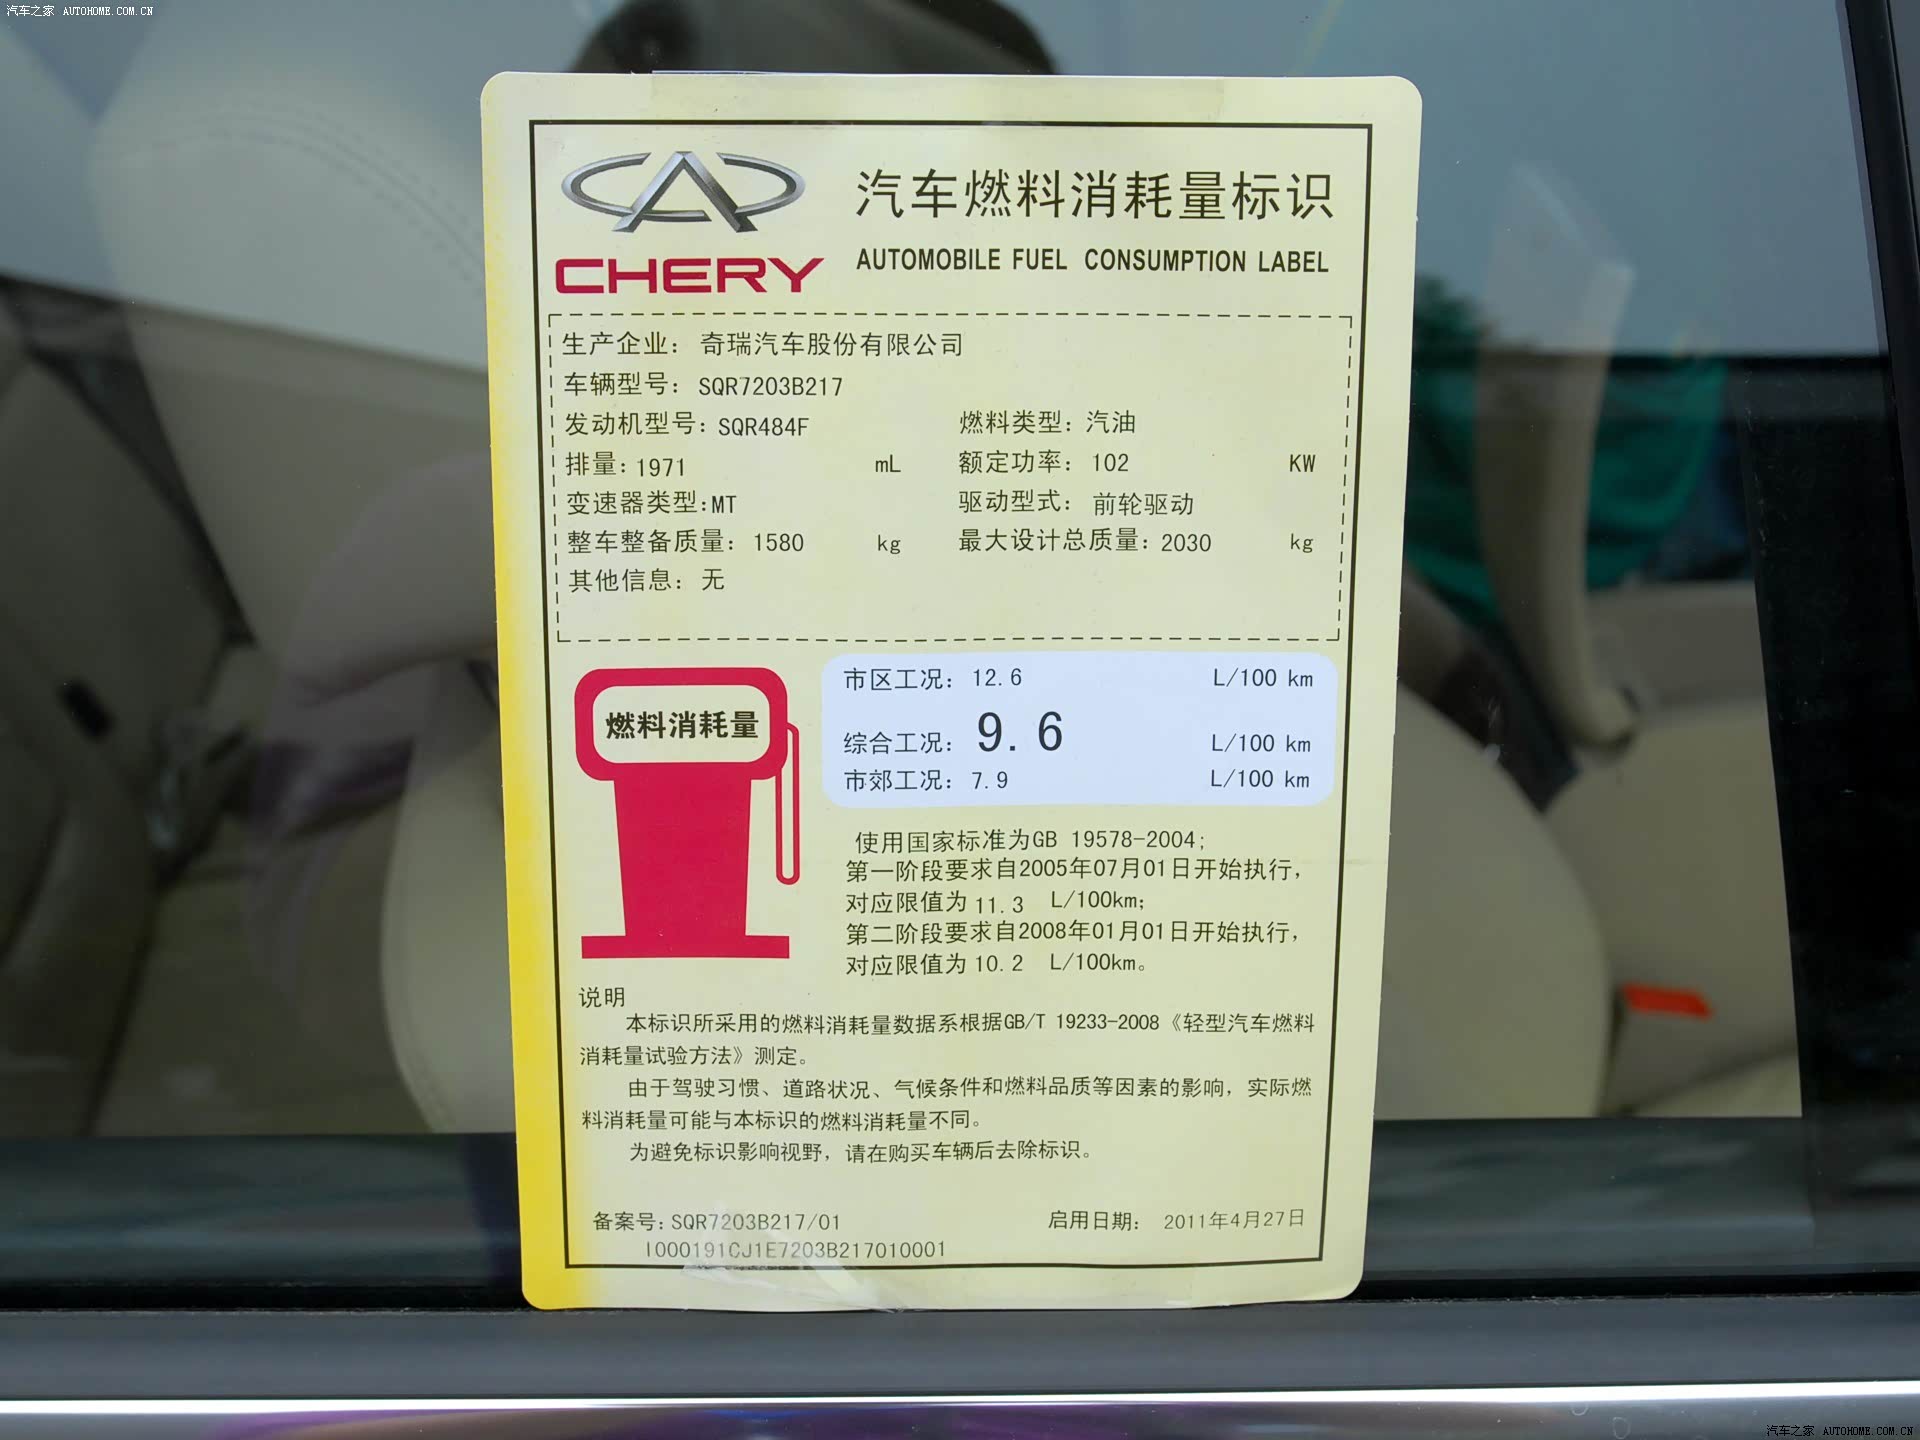 汽车之家 AUTOHOME.COM.CN
汽车燃料消耗量标识
CHERY
AUTOMOBILE FUEL CONSUMPTION LABEL
生产企业：奇瑞汽车股份有限公司
车辆型号：SQR7203B217
发动机型号：SQR484F 燃料类型：汽油
排量：1971 mL 额定功率：102 KW
变速器类型：MT 驱动型式：前轮驱动
整车整备质量：1580 kg 最大设计总质量：2030 kg
其他信息：无
燃料消耗量
市区工况：12.6 L/100 km
综合工况：9.6 L/100 km
市郊工况：7.9 L/100 km
使用国家标准为GB 19578-2004;
第一阶段要求自2005年07月01日开始执行，
对应限值为 11.3 L/100km;
第二阶段要求自2008年01月01日开始执行，
对应限值为 10.2 L/100km。
说明
本标识所采用的燃料消耗量数据系根据GB/T 19233-2008《轻型汽车燃料
消耗量试验方法》测定。
由于驾驶习惯、道路状况、气候条件和燃料品质等因素的影响，实际燃
料消耗量可能与本标识的燃料消耗量不同。
为避免标识影响视野，请在购买车辆后去除标识。
备案号：SQR7203B217/01 启用日期：2011年4月27日
I000191CJ1E7203B217010001
汽车之家 AUTOHOME.COM.CN